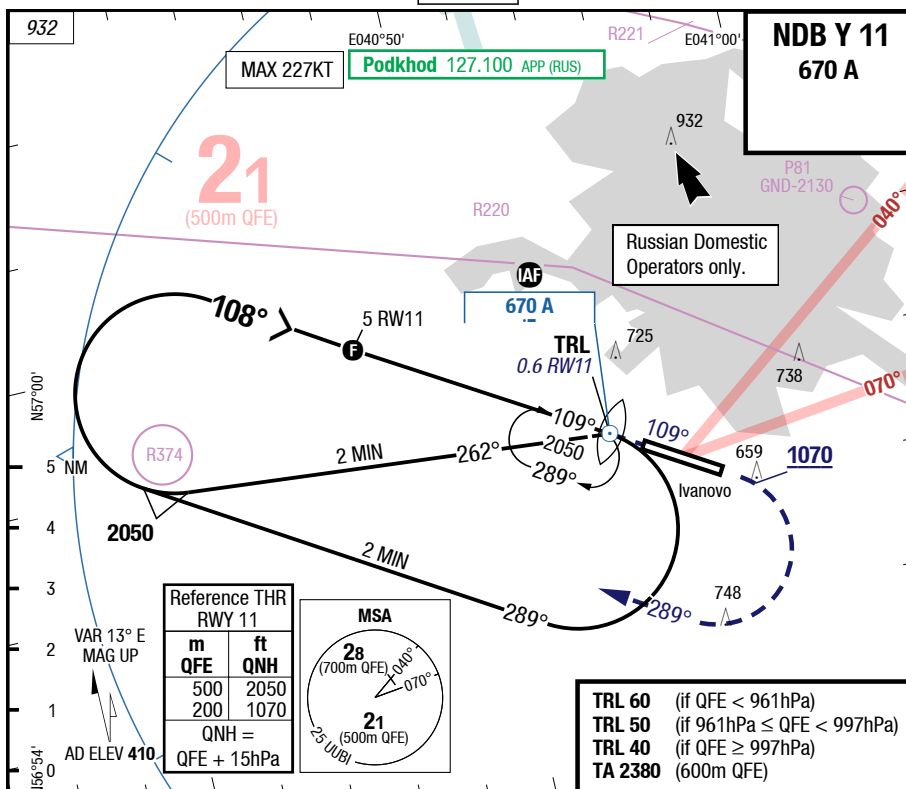 932
E040°50'
R221
E041°00'
NDB Y 11
670 A
MAX 227KT
Podkhod 127.100 APP (RUS)
932
21
(500m QFE)
P81
GND-2130
040°
R220
Russian Domestic
Operators only.
IAF
670 A
108°
5 RW11
F
TRL
0.6 RW11
725
738
070°
N57°00'
109°
109°
2050
R374
2 MIN
262°
289°
659
1070
5 NM
Ivanovo
2050
4
2 MIN
3
289°
289°
748
Reference THR
RWY 11
m ft
QFE QNH
500 2050
200 1070
QNH =
QFE + 15hPa
MSA
28
(700m QFE)
040°
070°
21
(500m QFE)
25 UUBI
VAR 13° E
MAG UP
2
1
AD ELEV 410
N56°54'
0
TRL 60 (if QFE < 961hPa)
TRL 50 (if 961hPa ≤ QFE < 997hPa)
TRL 40 (if QFE ≥ 997hPa)
TA 2380 (600m QFE)